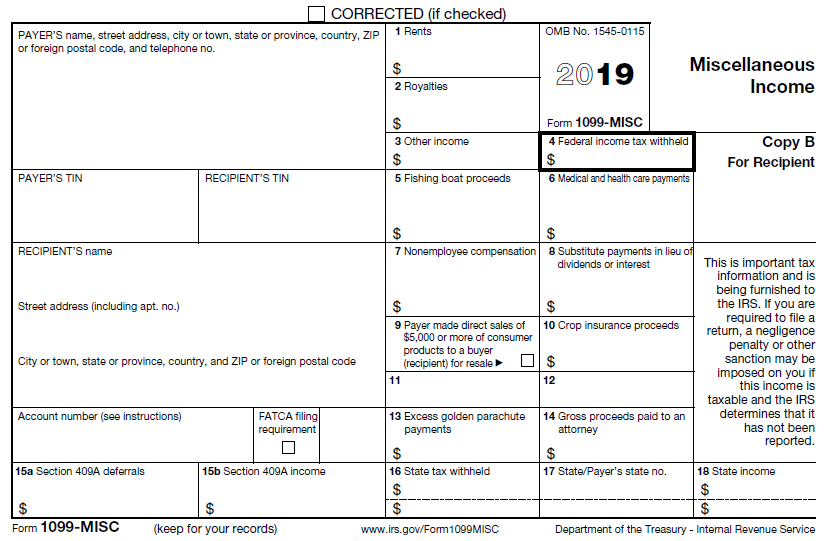 CORRECTED (if checked)
PAYER'S name, street address, city or town, state or province, country, ZIP
or foreign postal code, and telephone no.
1 Rents
$
2 Royalties
$
OMB No. 1545-0115
2019
Form 1099-MISC
Miscellaneous
Income
3 Other income
$
4 Federal income tax withheld
$
Copy B
For Recipient
PAYER'S TIN
RECIPIENT'S TIN
5 Fishing boat proceeds
$
6 Medical and health care payments
$
RECIPIENT'S name
Street address (including apt. no.)
City or town, state or province, country, and ZIP or foreign postal code
7 Nonemployee compensation
$
8 Substitute payments in lieu of
dividends or interest
$
This is important tax
information and is
being furnished to
the IRS. If you are
required to file a
return, a negligence
penalty or other
sanction may be
imposed on you if
this income is
taxable and the IRS
determines that it
has not been
reported.
9 Payer made direct sales of
$5,000 or more of consumer
products to a buyer
(recipient) for resale ►
10 Crop insurance proceeds
$
11
12
Account number (see instructions)
FATCA filing
requirement
13 Excess golden parachute
payments
$
14 Gross proceeds paid to an
attorney
$
15a Section 409A deferrals
$
15b Section 409A income
$
16 State tax withheld
$
$
17 State/Payer's state no.
18 State income
$
$
Form 1099-MISC
(keep for your records)
www.irs.gov/Form1099MISC
Department of the Treasury - Internal Revenue Service